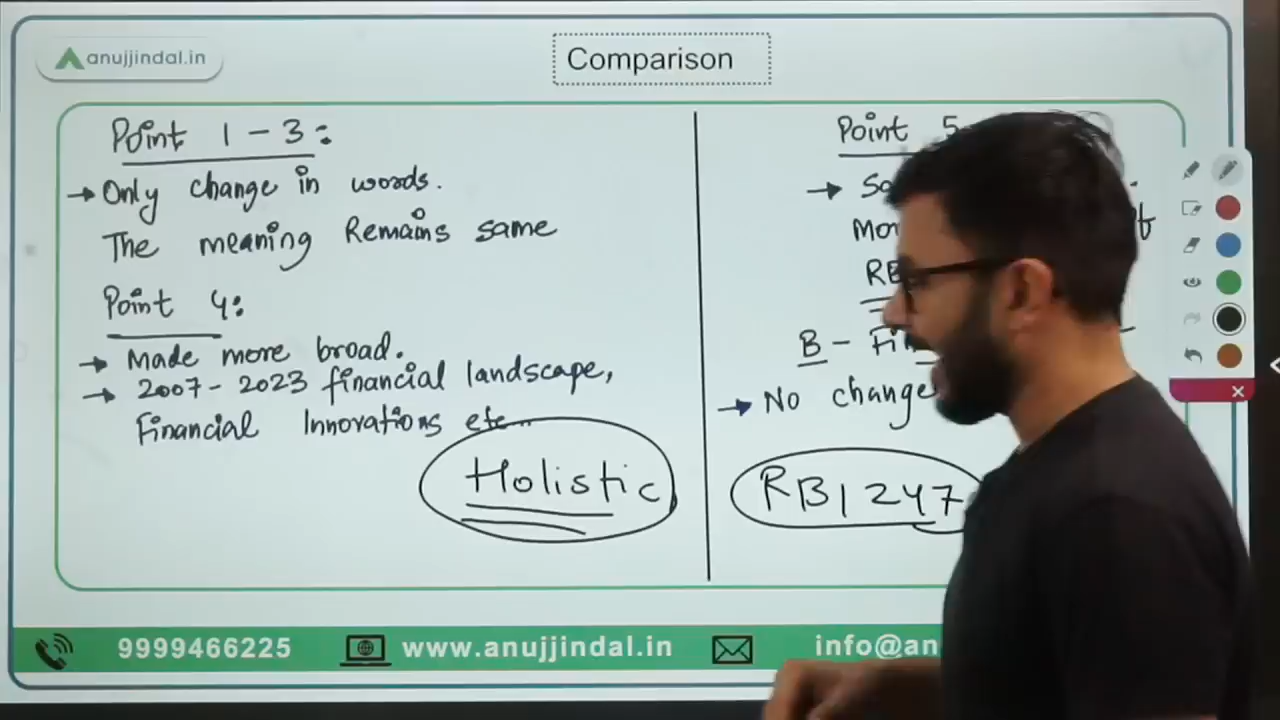 anujjindal.in
Comparison
Point 1 - 3:
→ Only change in words.
The meaning Remains same
Point 4:
→ Made more broad.
→ 2007 - 2023 financial landscape,
Financial Innovations etc...
Holistic
Point 5
→
RB
B -
→ No change
RBI 247
9999466225
www.anujjindal.in
info@an